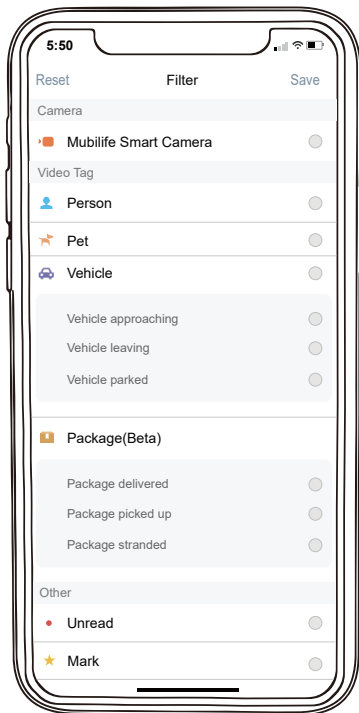 5:50
Reset Filter Save
Camera
Mubilife Smart Camera
Video Tag
Person
Pet
Vehicle
Vehicle approaching
Vehicle leaving
Vehicle parked
Package(Beta)
Package delivered
Package picked up
Package stranded
Other
Unread
Mark